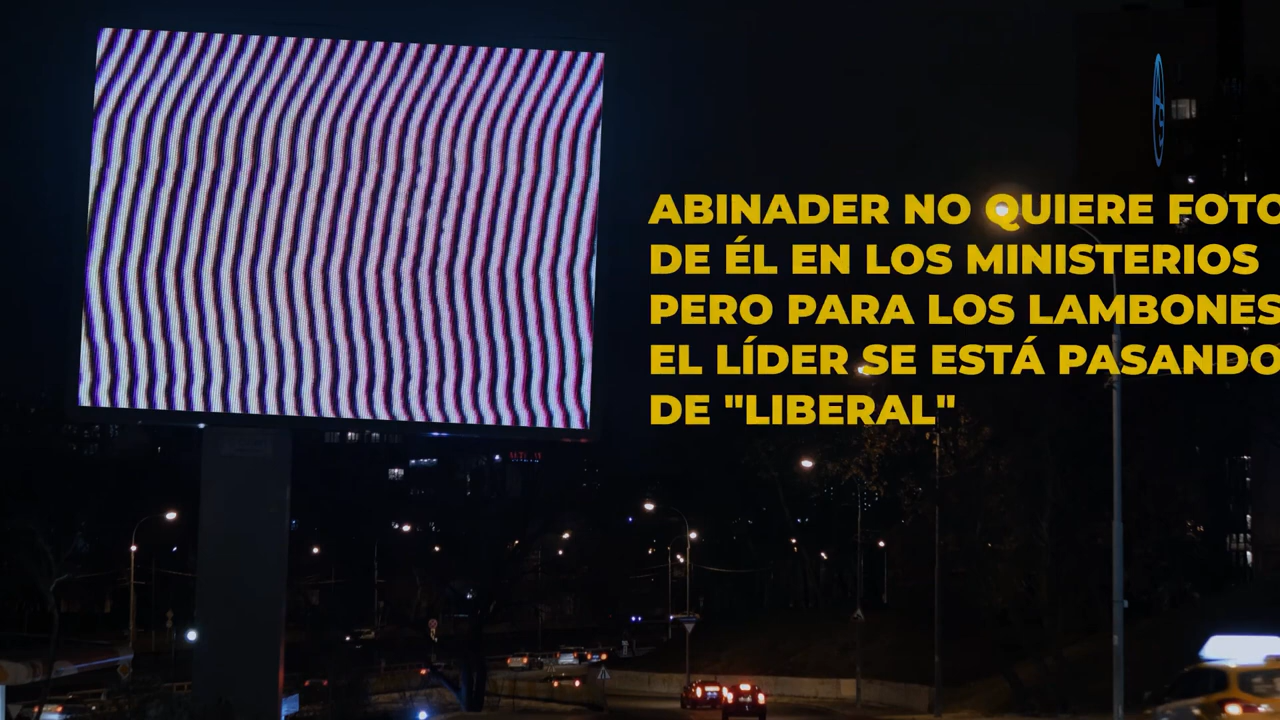 ABINADER NO QUIERE FOTO
DE ÉL EN LOS MINISTERIOS
PERO PARA LOS LAMBONES
EL LÍDER SE ESTÁ PASANDO
DE "LIBERAL"